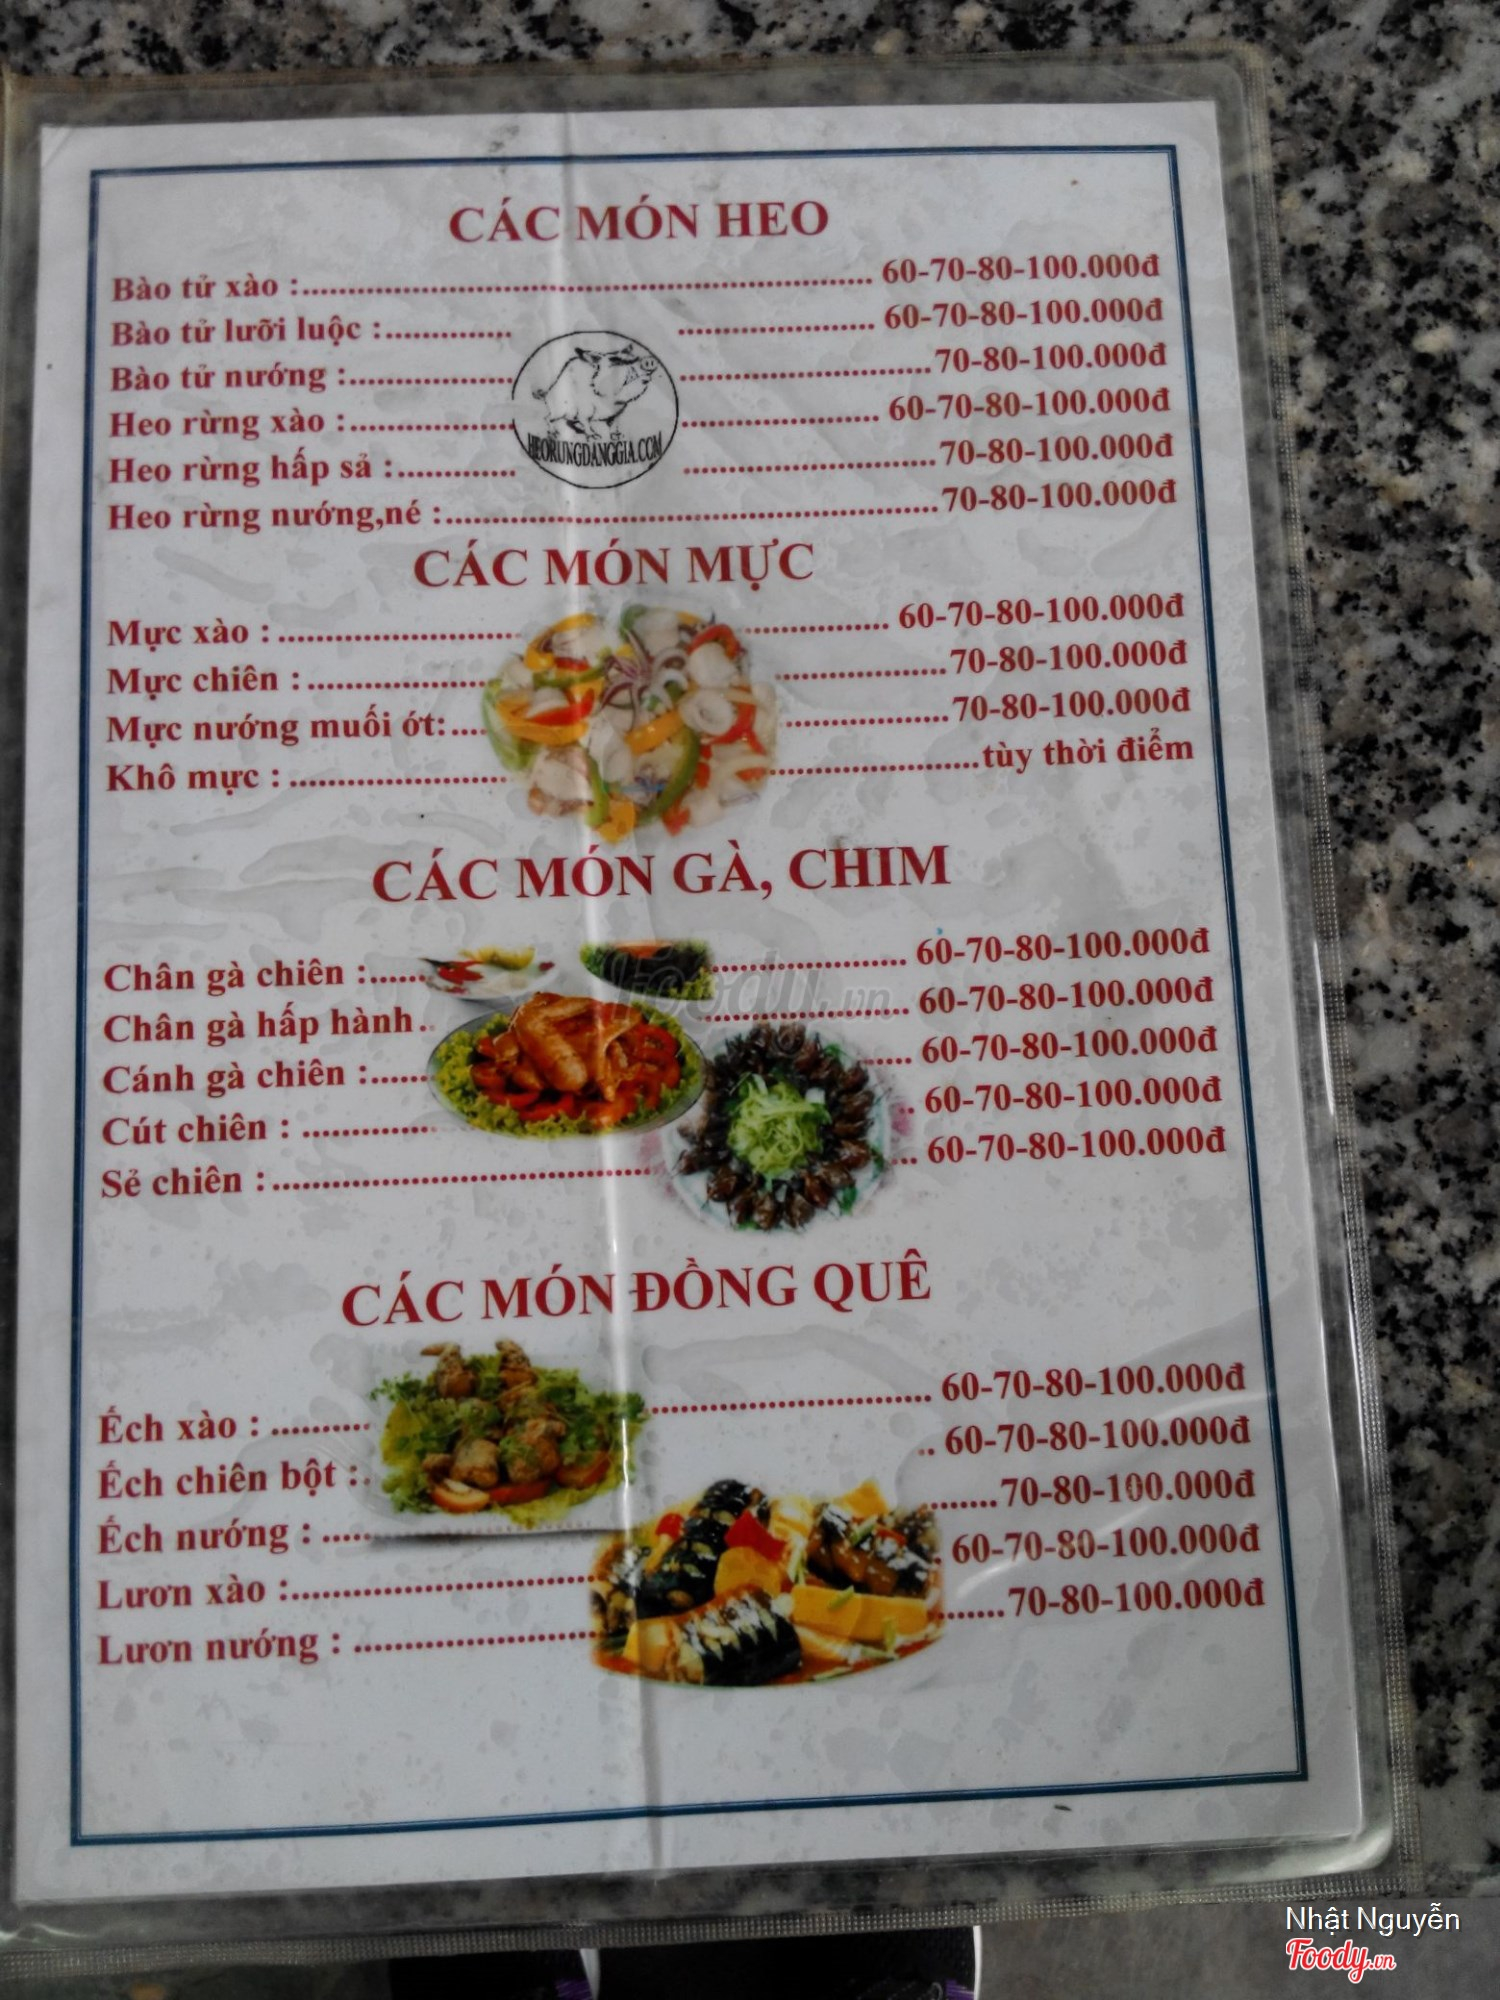 CÁC MÓN HEO
Bào tử xào :.......... 60-70-80-100.000đ
Bào tử lưỡi luộc :.......... 60-70-80-100.000đ
Bào tử nướng :..........70-80-100.000đ
Heo rừng xào :.......... 60-70-80-100.000đ
Heo rừng hấp sả :..........70-80-100.000đ
Heo rừng nướng,né :..........70-80-100.000đ
HEORUNGDANGGIA.COM
CÁC MÓN MỰC
Mực xào :.......... 60-70-80-100.000đ
Mực chiên :..........70-80-100.000đ
Mực nướng muối ớt:..........70-80-100.000đ
Khô mực :..........tùy thời điểm
CÁC MÓN GÀ, CHIM
Chân gà chiên :.......... 60-70-80-100.000đ
Chân gà hấp hành .......... 60-70-80-100.000đ
Cánh gà chiên :.......... 60-70-80-100.000đ
Cút chiên : .......... 60-70-80-100.000đ
Sẻ chiên :.......... 60-70-80-100.000đ
Foody.vn
CÁC MÓN ĐỒNG QUÊ
Ếch xào : .......... 60-70-80-100.000đ
Ếch chiên bột :.......... 60-70-80-100.000đ
Ếch nướng : ..........70-80-100.000đ
Lươn xào :.......... 60-70-80-100.000đ
Lươn nướng : ..........70-80-100.000đ
Nhật Nguyễn
Foody.vn